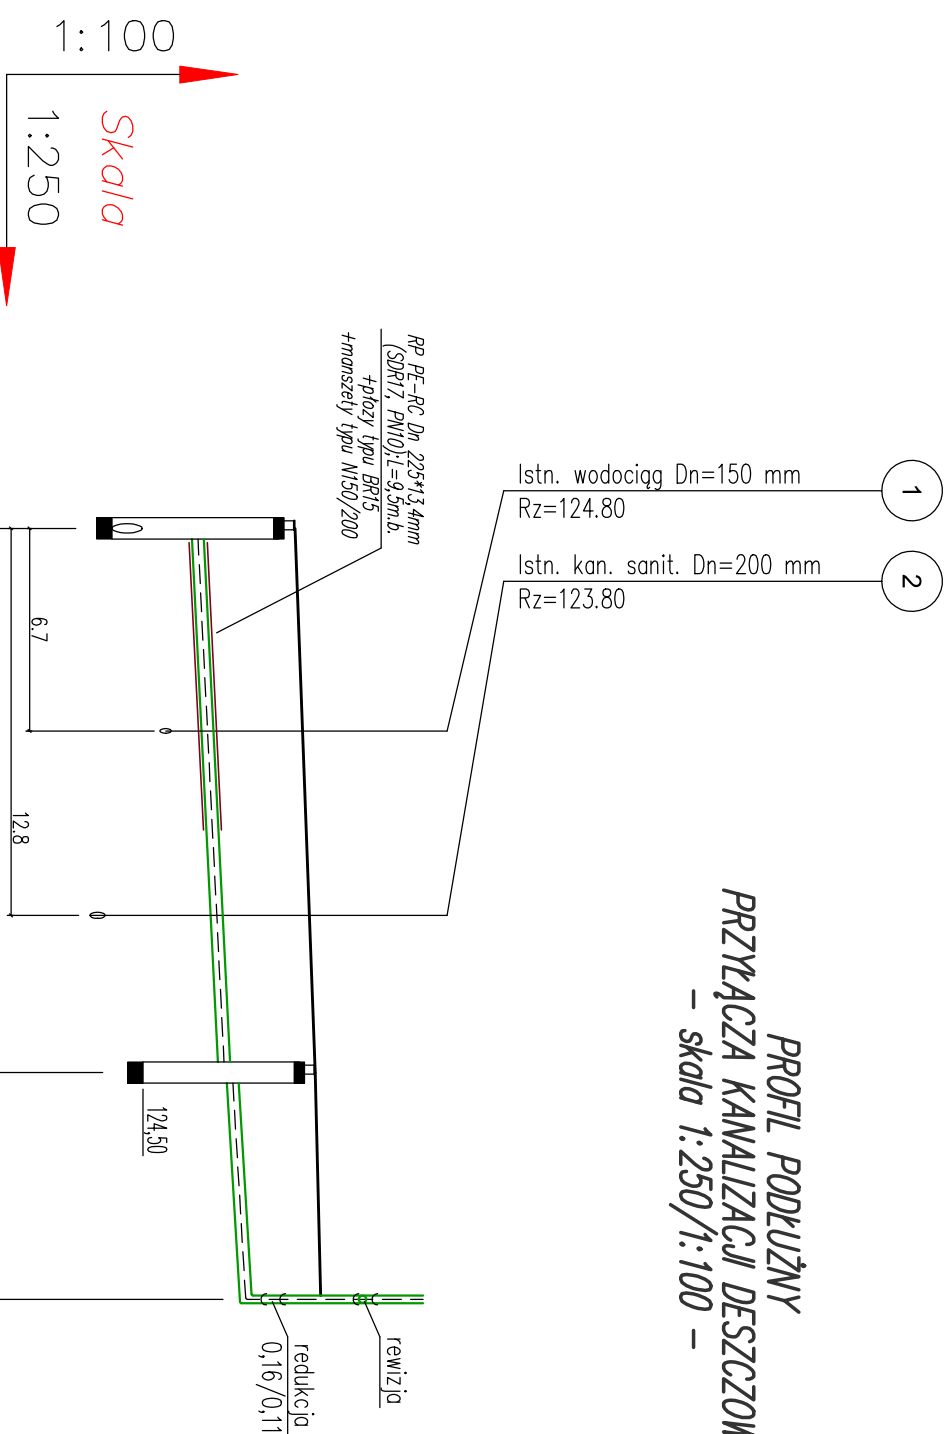 1:100
Skala
1:250
RP PE-RC Dn 225*13,4mm
(SDR17, PN10);L=9,5m.b.
+płozy typu BR15
+manszety typu N150/200
1
Istn. wodociąg Dn=150 mm
Rz=124.80
2
Istn. kan. sanit. Dn=200 mm
Rz=123.80
6.7
12.8
124,50
PROFIL PODŁUŻNY
PRZYŁĄCZA KANALIZACJI DESZCZOW
- skala 1:250/1:100 -
rewizja
redukcja
0,16/0,11